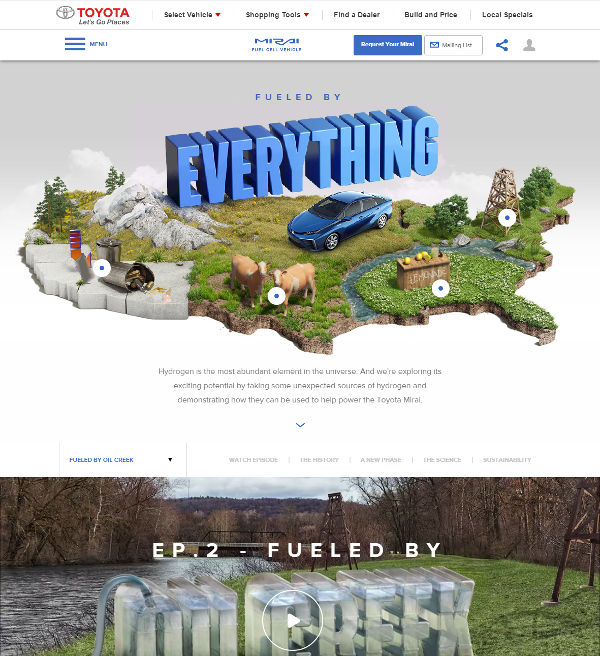 TOYOTA
Let's Go Places
Select Vehicle
Shopping Tools
Find a Dealer
Build and Price
Local Specials
MENU
MIRAI
FUEL CELL VEHICLE
Request Your Mirai
Mailing List
FUELED BY
EVERYTHING
LEMONADE
Hydrogen is the most abundant element in the universe. And we're exploring its
exciting potential by taking some unexpected sources of hydrogen and
demonstrating how they can be used to help power the Toyota Mirai.
FUELED BY OIL CREEK
WATCH EPISODE
THE HISTORY
A NEW PHASE
THE SCIENCE
SUSTAINABILITY
EP.2 - FUELED BY